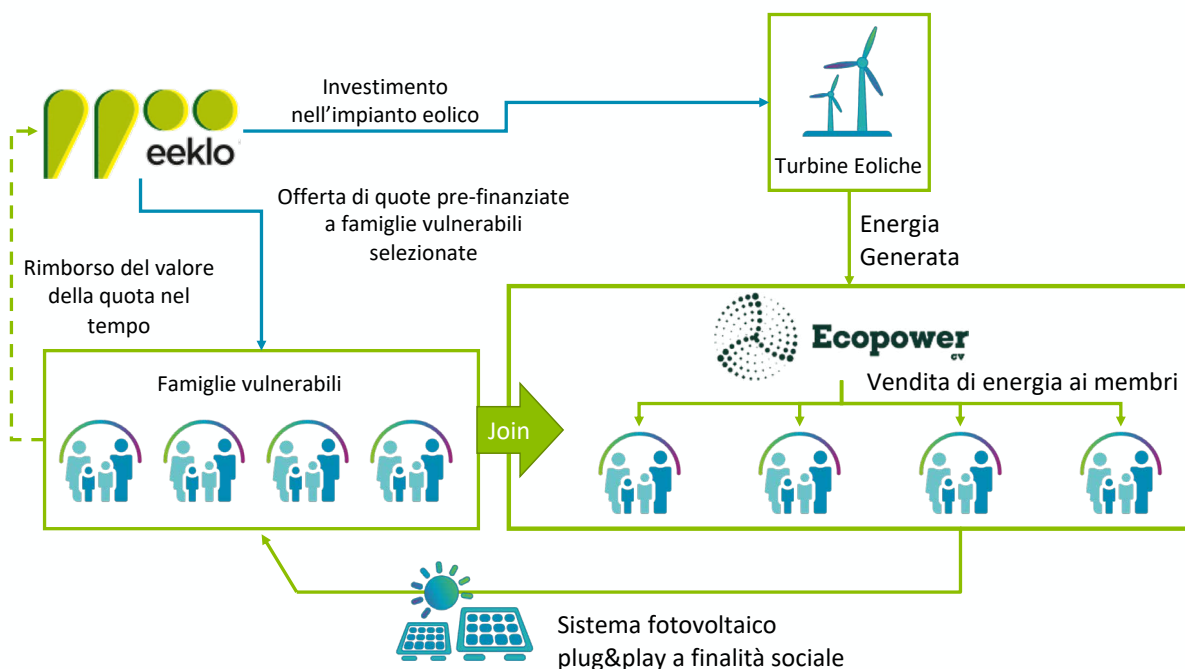 Investimento
nell'impianto eolico
eeklo
Turbine Eoliche
Offerta di quote pre-finanziate
a famiglie vulnerabili
selezionate
Energia
Generata
Rimborso del valore
della quota nel
tempo
Ecopower
CV
Famiglie vulnerabili
Vendita di energia ai membri
Join
Sistema fotovoltaico
plug&play a finalità sociale